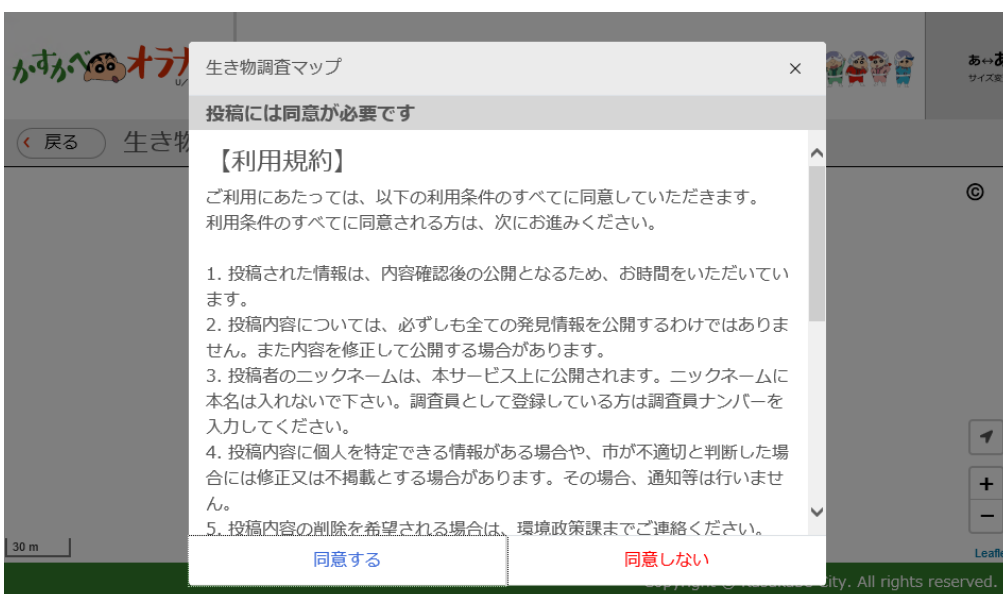 かすかべ オラナ
生き物調査マップ
×
あ⇔あ
投稿には同意が必要です
戻る
生き物
【利用規約】
ご利用にあたっては、以下の利用条件のすべてに同意していただきます。
利用条件のすべてに同意される方は、次にお進みください。
©
1. 投稿された情報は、内容確認後の公開となるため、お時間をいただいてい
ます。
2. 投稿内容については、必ずしも全ての発見情報を公開するわけではありま
せん。また内容を修正して公開する場合があります。
3. 投稿者のニックネームは、本サービス上に公開されます。ニックネームに
本名は入れないで下さい。調査員として登録している方は調査員ナンバーを
入力してください。
4. 投稿内容に個人を特定できる情報がある場合や、市が不適切と判断した場
合には修正又は不掲載とする場合があります。その場合、通知等は行いませ
ん。
5. 投稿内容の削除を希望される場合は、環境政策課までご連絡ください。
+
−
30 m
同意する
同意しない
Leafle
Copyright © Kasukabe City. All rights reserved.